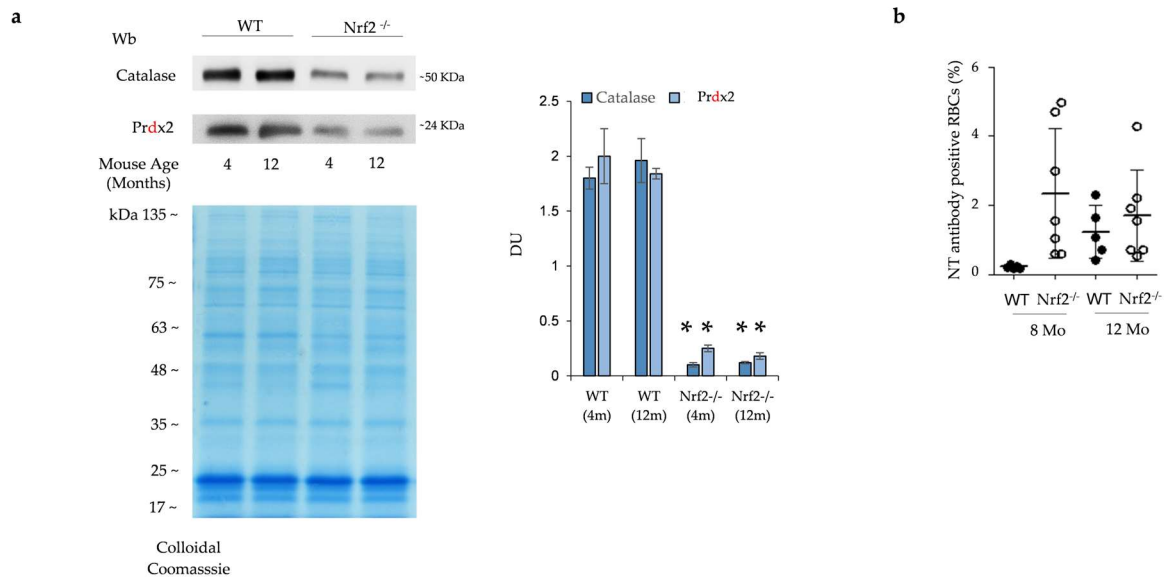 a
Wb
WT
Nrf2 -/-
Catalase
~50 KDa
Prdx2
~24 KDa
Mouse Age
(Months)
4
12
4
12
kDa 135 ~
75 ~
63 ~
48 ~
35 ~
25 ~
17 ~
Colloidal
Coomasssie
Catalase
Prdx2
2.5
2
1.5
1
0.5
0
DU
* *
* *
WT
(4m)
WT
(12m)
Nrf2-/-
(4m)
Nrf2-/-
(12m)
b
NT antibody positive RBCs (%)
6
4
2
0
WT Nrf2-/- WT Nrf2-/-
8 Mo
12 Mo